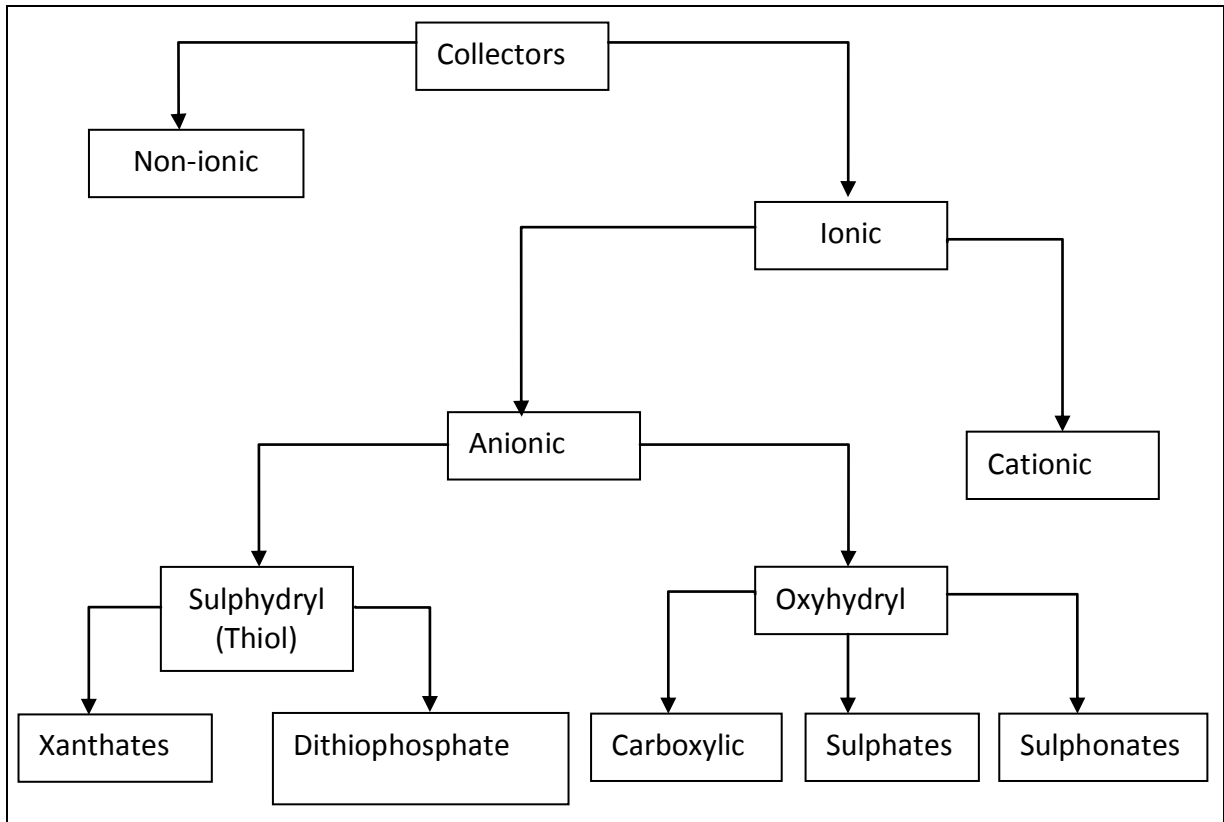 Collectors
Non-ionic
Ionic
Anionic
Cationic
Sulphydryl
(Thiol)
Oxyhydryl
Xanthates
Dithiophosphate
Carboxylic
Sulphates
Sulphonates